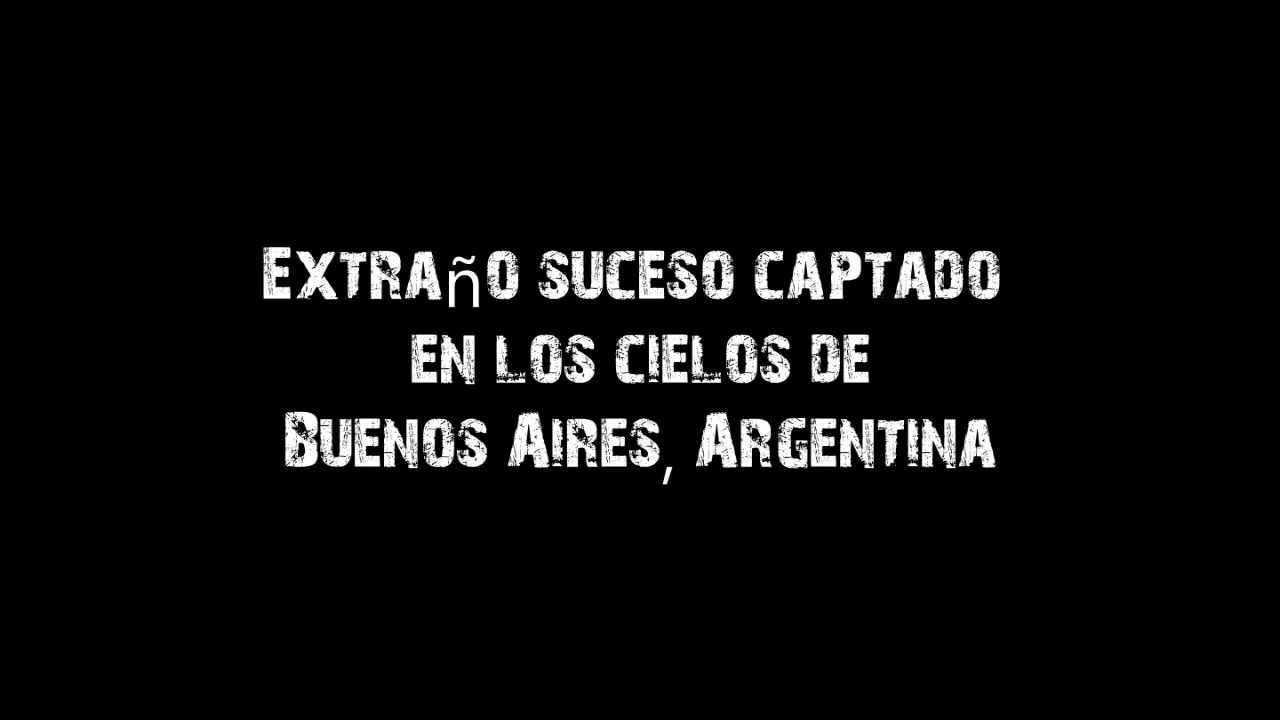 Extraño suceso captado
en los cielos de
Buenos Aires, Argentina